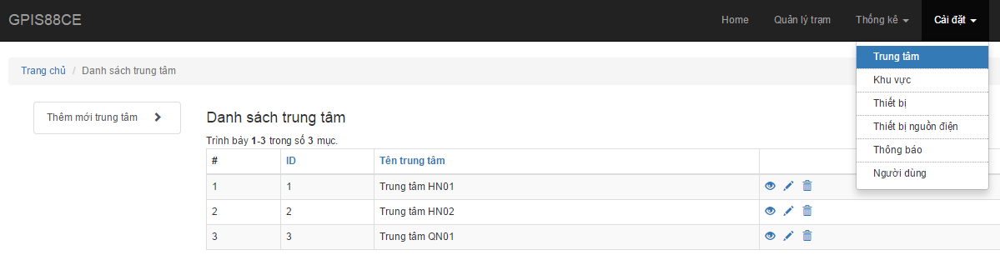 GPIS88CE Home Quản lý trạm Thống kê Cài đặt
Trung tâm
Khu vực
Thiết bị
Thiết bị nguồn điện
Thông báo
Người dùng
Trang chủ / Danh sách trung tâm
Thêm mới trung tâm
Danh sách trung tâm
Trình bày 1-3 trong số 3 mục.
# ID Tên trung tâm
1 1 Trung tâm HN01
2 2 Trung tâm HN02
3 3 Trung tâm QN01